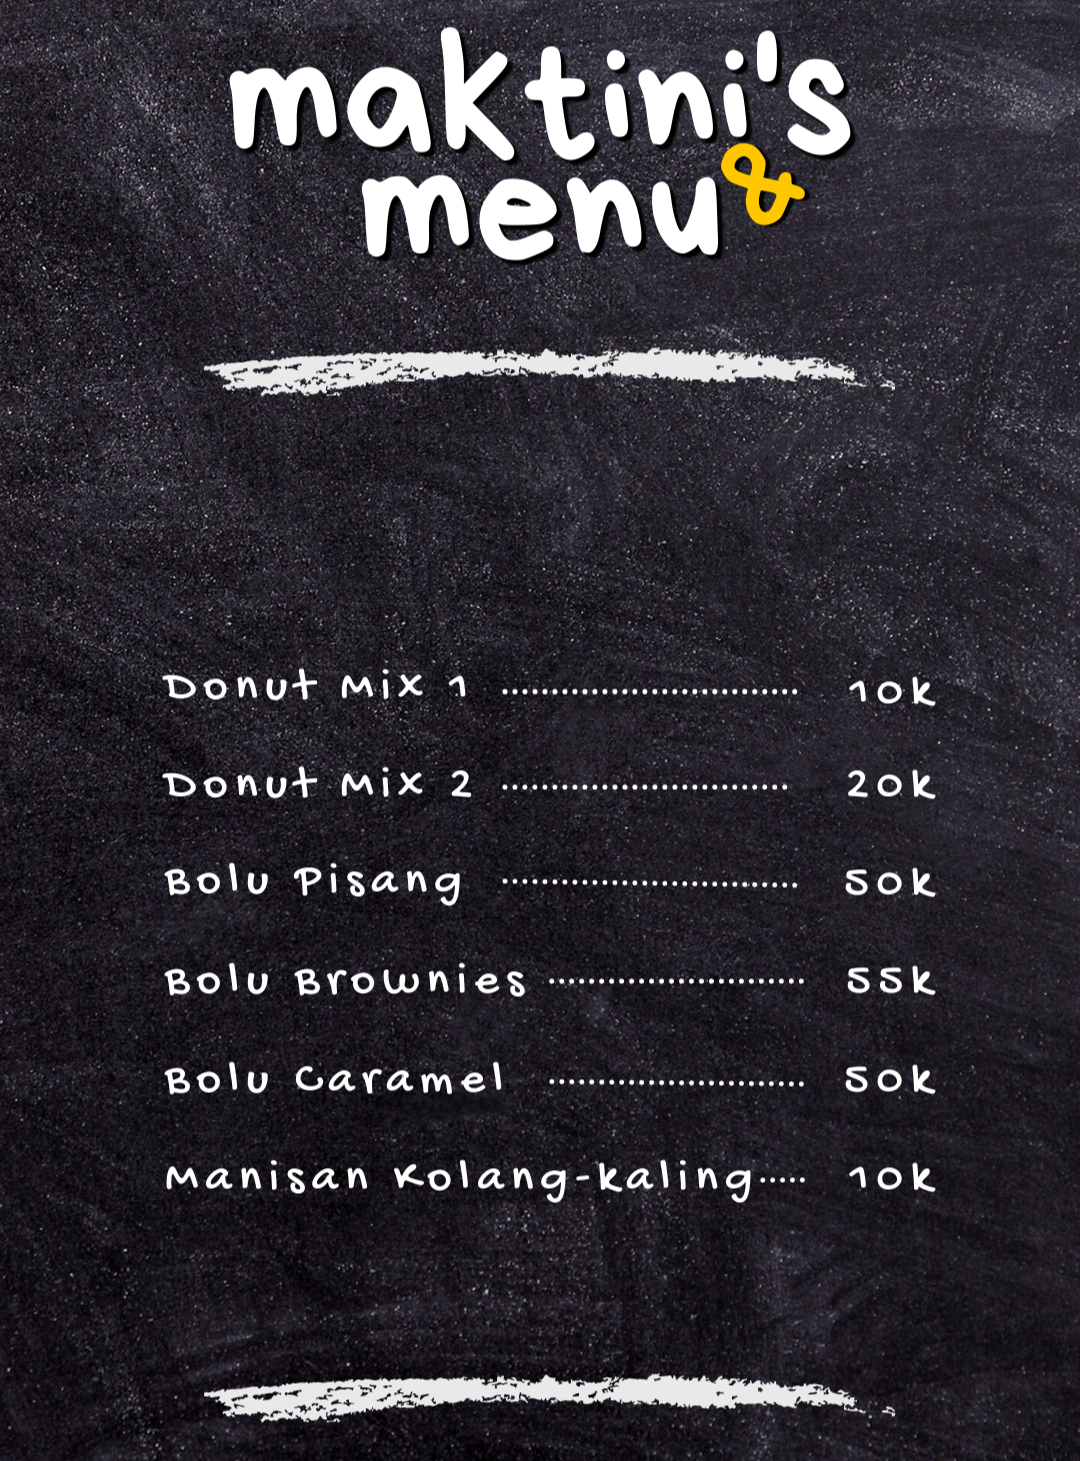 maktini's
menu &
Donut Mix 1 .............................. 10k
Donut Mix 2 ............................. 20k
Bolu Pisang .............................. 50k
Bolu Brownies .......................... 55k
Bolu Caramel .......................... 50k
Manisan Kolang-kaling ..... 10k